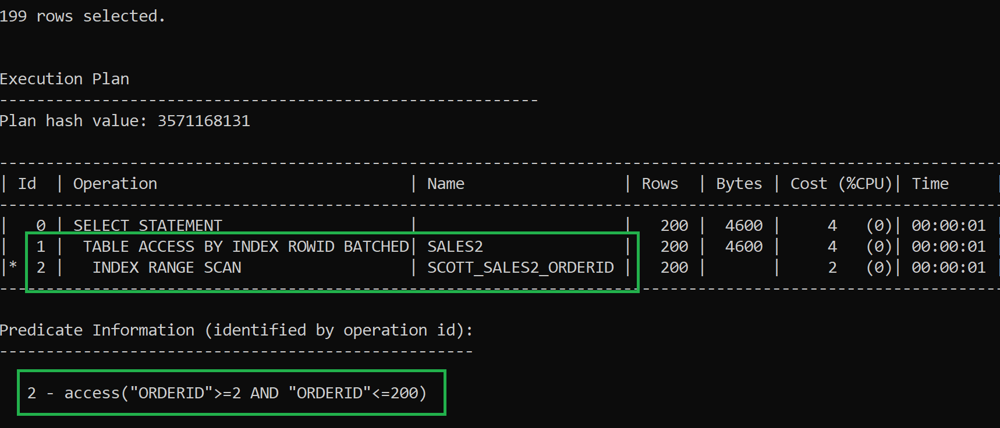 199 rows selected.
Execution Plan
----------------------------------------------------------
Plan hash value: 3571168131
------------------------------------------------------------------------------------------------------------
| Id  | Operation                           | Name                | Rows  | Bytes | Cost (%CPU)| Time     |
------------------------------------------------------------------------------------------------------------
|   0 | SELECT STATEMENT                    |                     |   200 |  4600 |     4   (0)| 00:00:01 |
|   1 |  TABLE ACCESS BY INDEX ROWID BATCHED| SALES2              |   200 |  4600 |     4   (0)| 00:00:01 |
|*  2 |   INDEX RANGE SCAN                  | SCOTT_SALES2_ORDERID |   200 |       |     2   (0)| 00:00:01 |
------------------------------------------------------------------------------------------------------------
Predicate Information (identified by operation id):
---------------------------------------------------
2 - access("ORDERID">=2 AND "ORDERID"<=200)